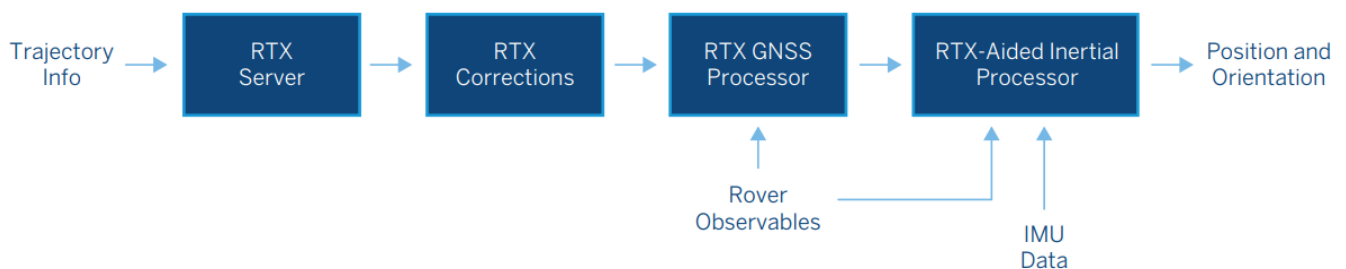 Trajectory
Info
RTX
Server
RTX
Corrections
RTX GNSS
Processor
RTX-Aided Inertial
Processor
Position and
Orientation
Rover
Observables
IMU
Data